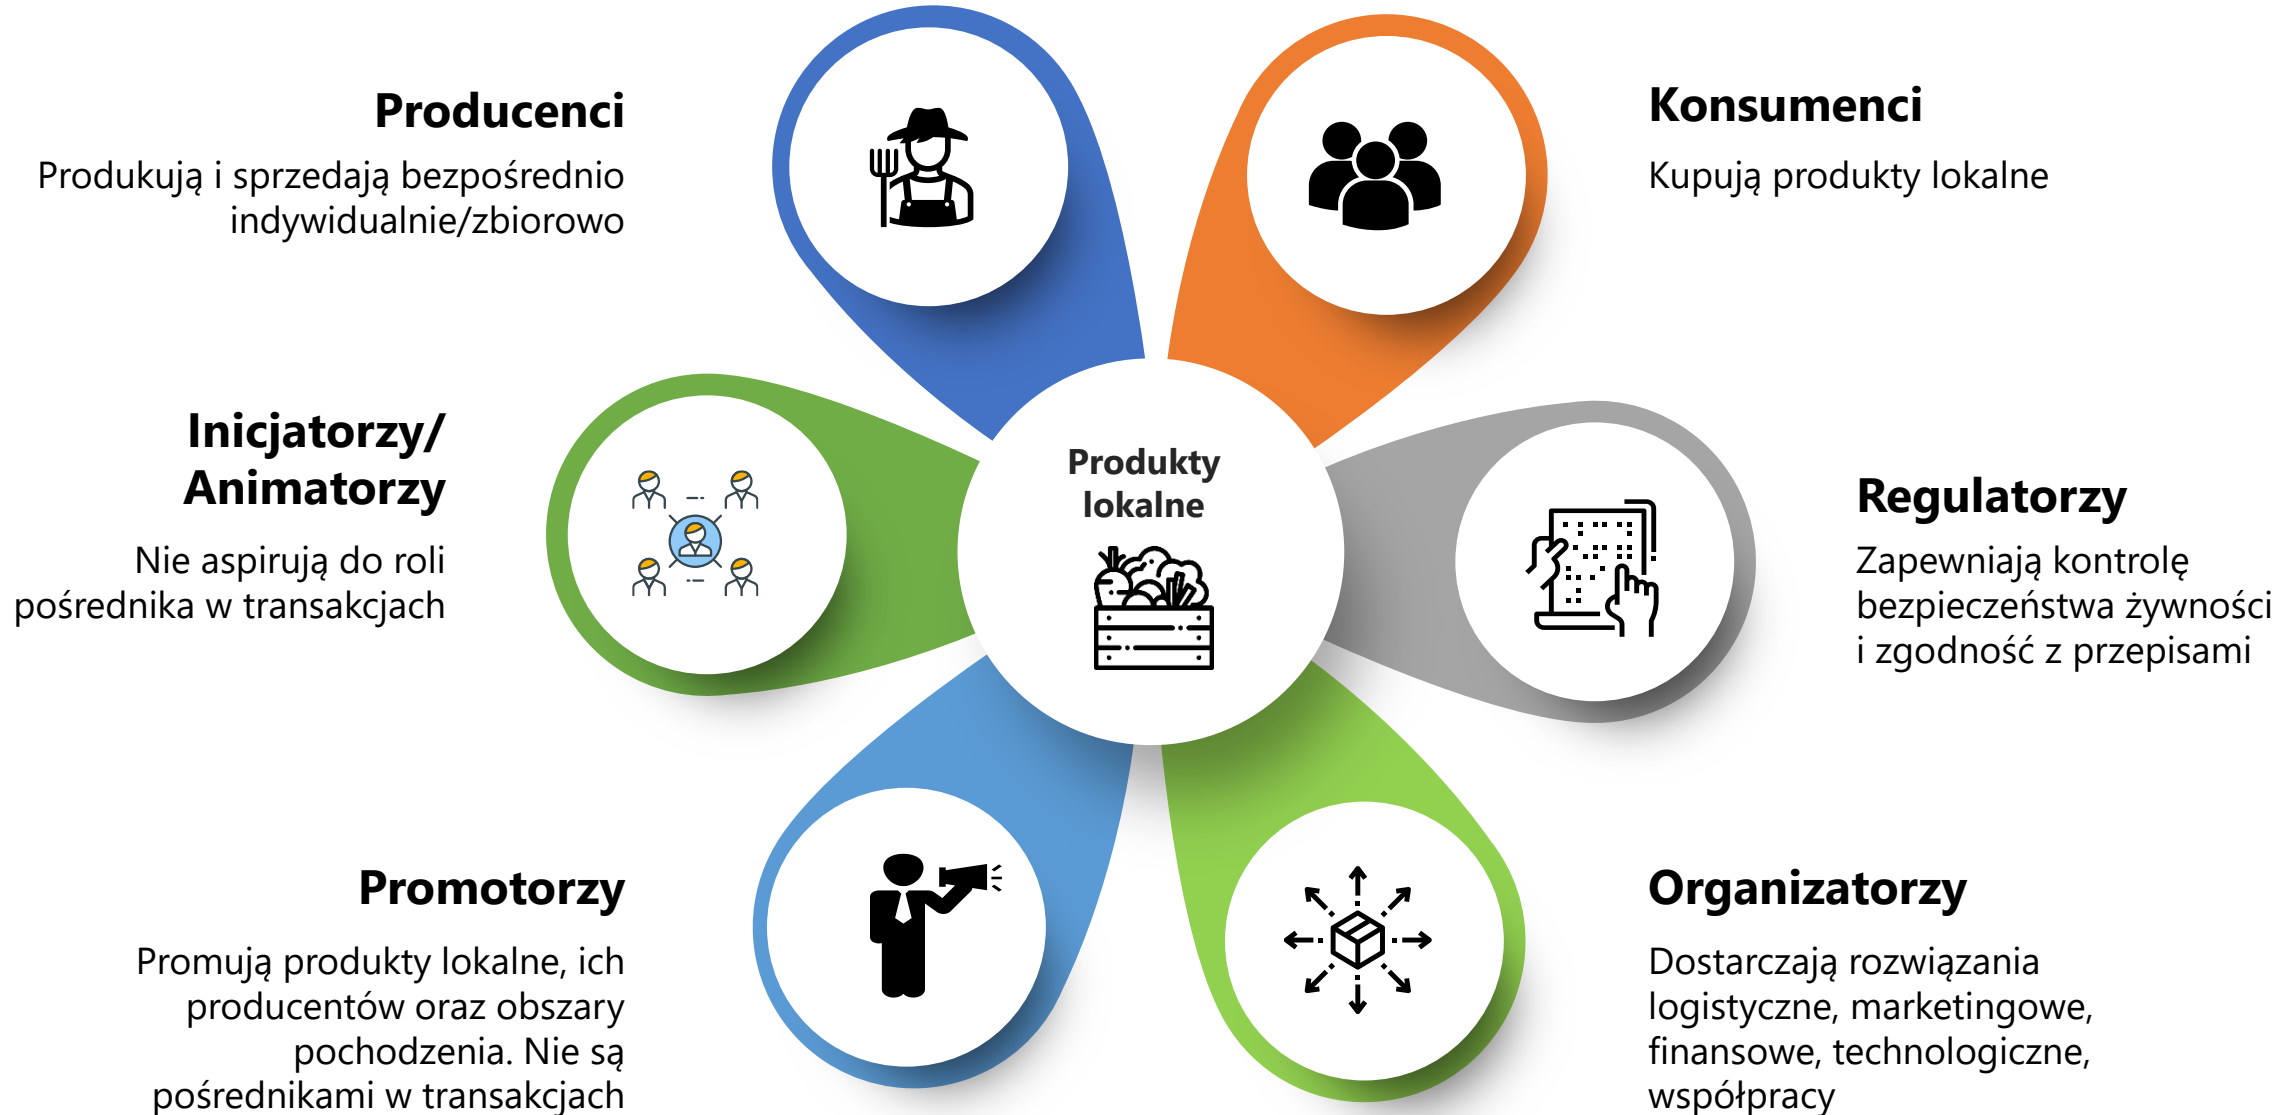 Producenci
Produkują i sprzedają bezpośrednio
indywidualnie/zbiorowo
Konsumenci
Kupują produkty lokalne
Inicjatorzy/
Animatorzy
Nie aspirują do roli
pośrednika w transakcjach
Produkty
lokalne
Regulatorzy
Zapewniają kontrolę
bezpieczeństwa żywności
i zgodność z przepisami
Promotorzy
Promują produkty lokalne, ich
producentów oraz obszary
pochodzenia. Nie są
pośrednikami w transakcjach
Organizatorzy
Dostarczają rozwiązania
logistyczne, marketingowe,
finansowe, technologiczne,
współpracy